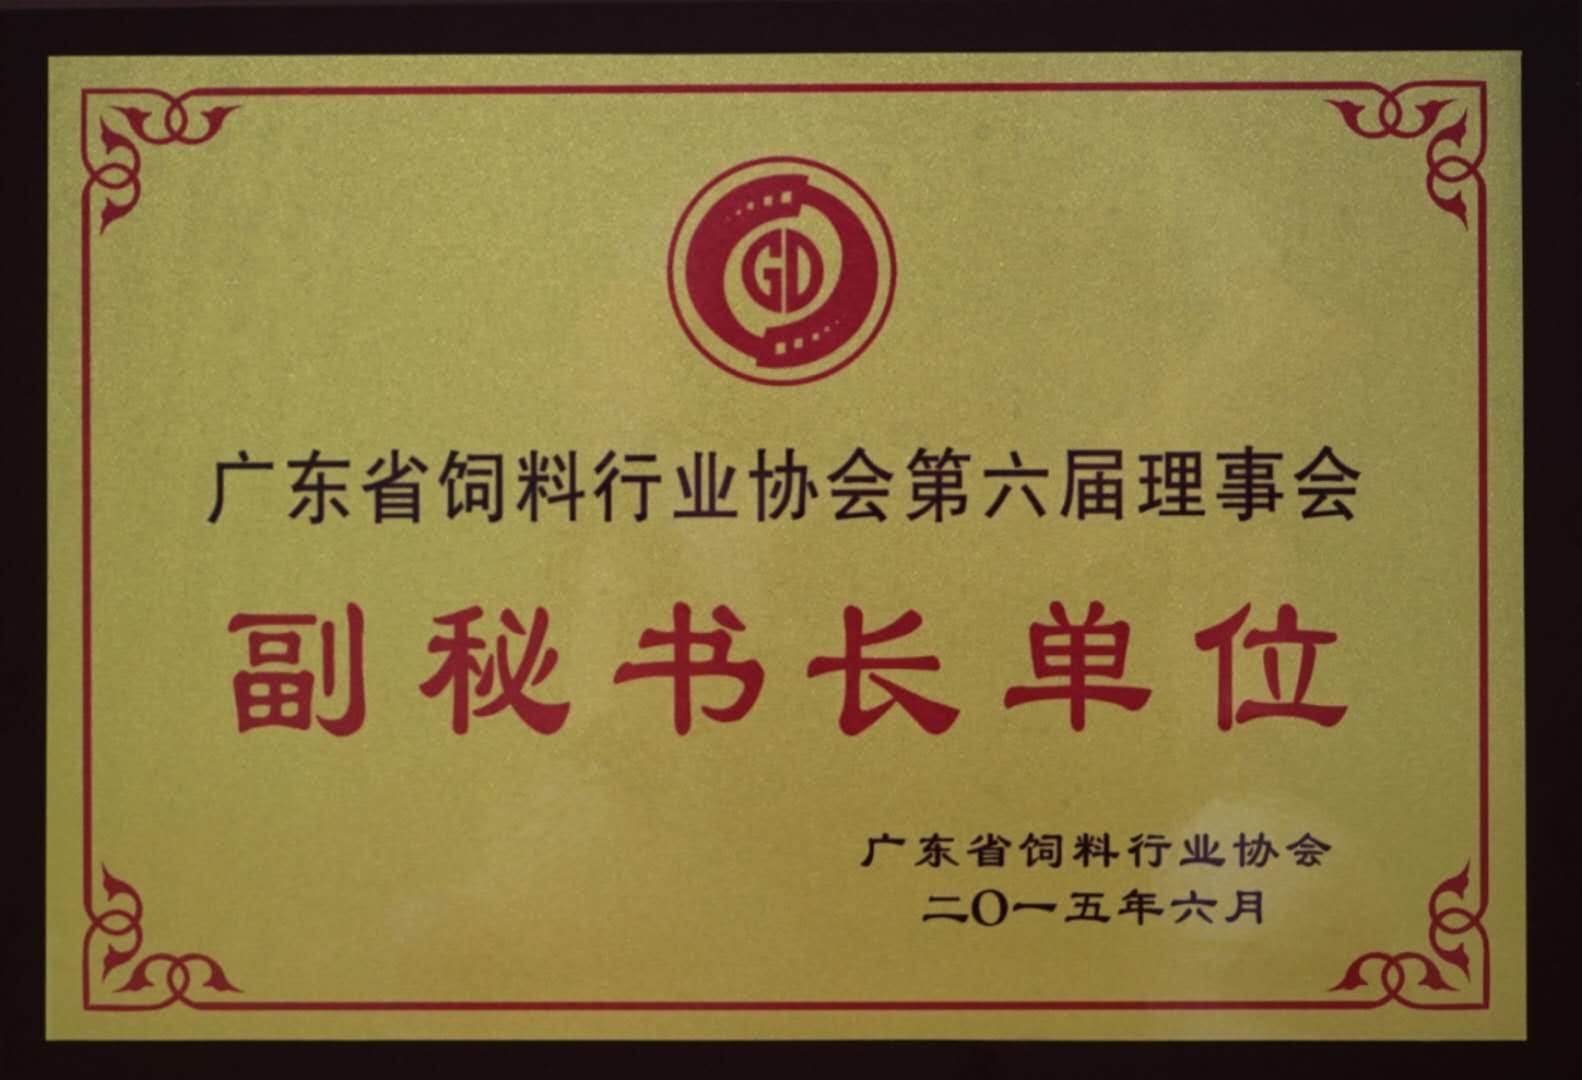 GD
广东省饲料行业协会第六届理事会
副秘书长单位
广东省饲料行业协会
二〇一五年六月